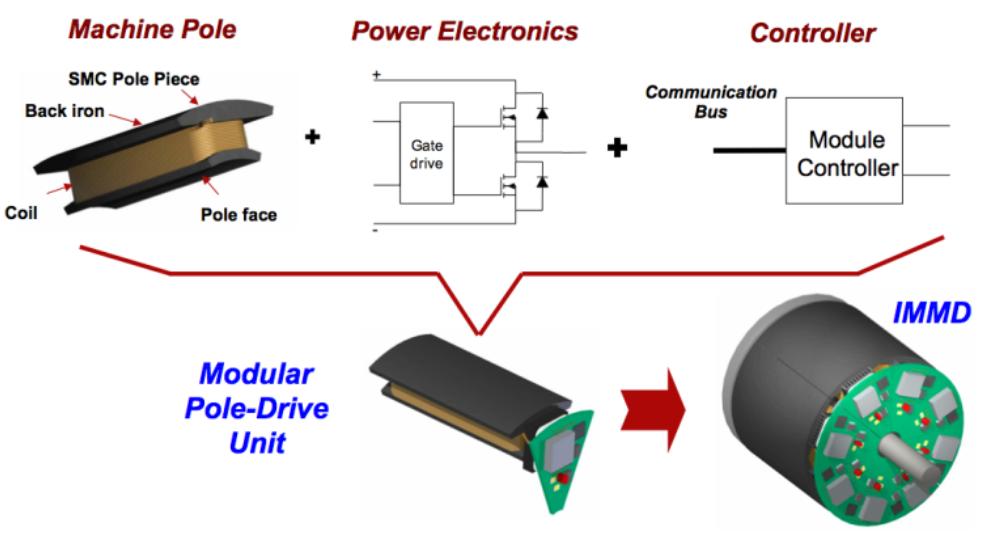 Machine Pole
Power Electronics
Controller
SMC Pole Piece
Back iron
Coil
Pole face
+
+
Gate
drive
-
+
Communication
Bus
Module
Controller
Modular
Pole-Drive
Unit
IMMD